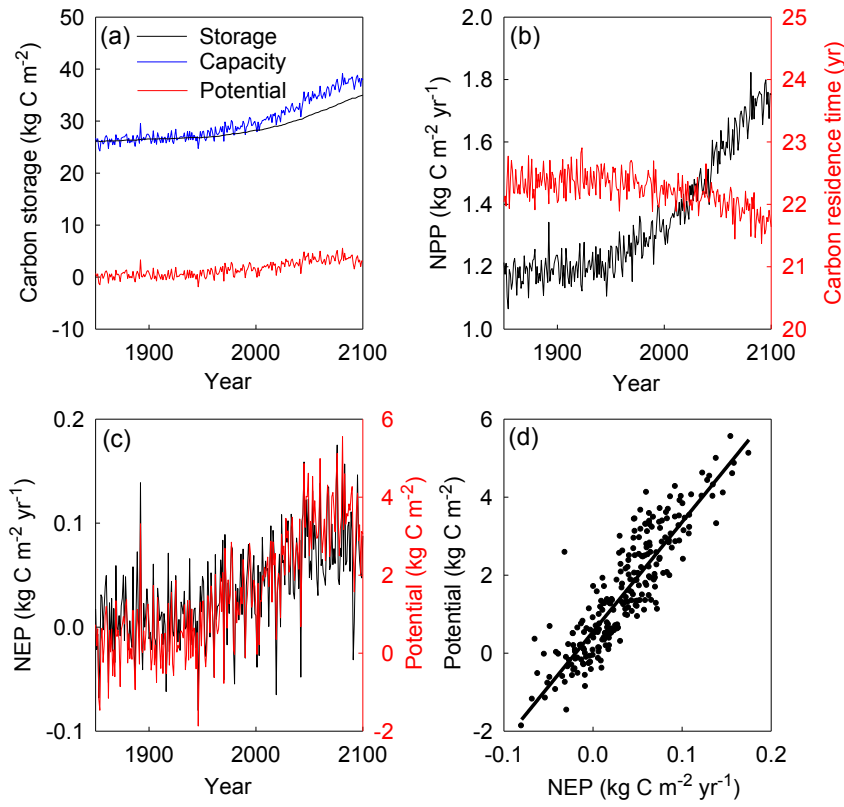 (a)
Storage
Capacity
Potential
50
40
30
20
10
0
-10
Carbon storage (kg C m⁻²)
1900
2000
2100
Year
(b)
2.0
1.8
1.6
1.4
1.2
1.0
NPP (kg C m⁻² yr⁻¹)
25
24
23
22
21
20
Carbon residence time (yr)
1900
2000
2100
Year
(c)
0.2
0.1
0.0
-0.1
NEP (kg C m⁻² yr⁻¹)
6
4
2
0
-2
Potential (kg C m⁻²)
1900
2000
2100
Year
(d)
6
4
2
0
-2
Potential (kg C m⁻²)
-0.1
0.0
0.1
0.2
NEP (kg C m⁻² yr⁻¹)